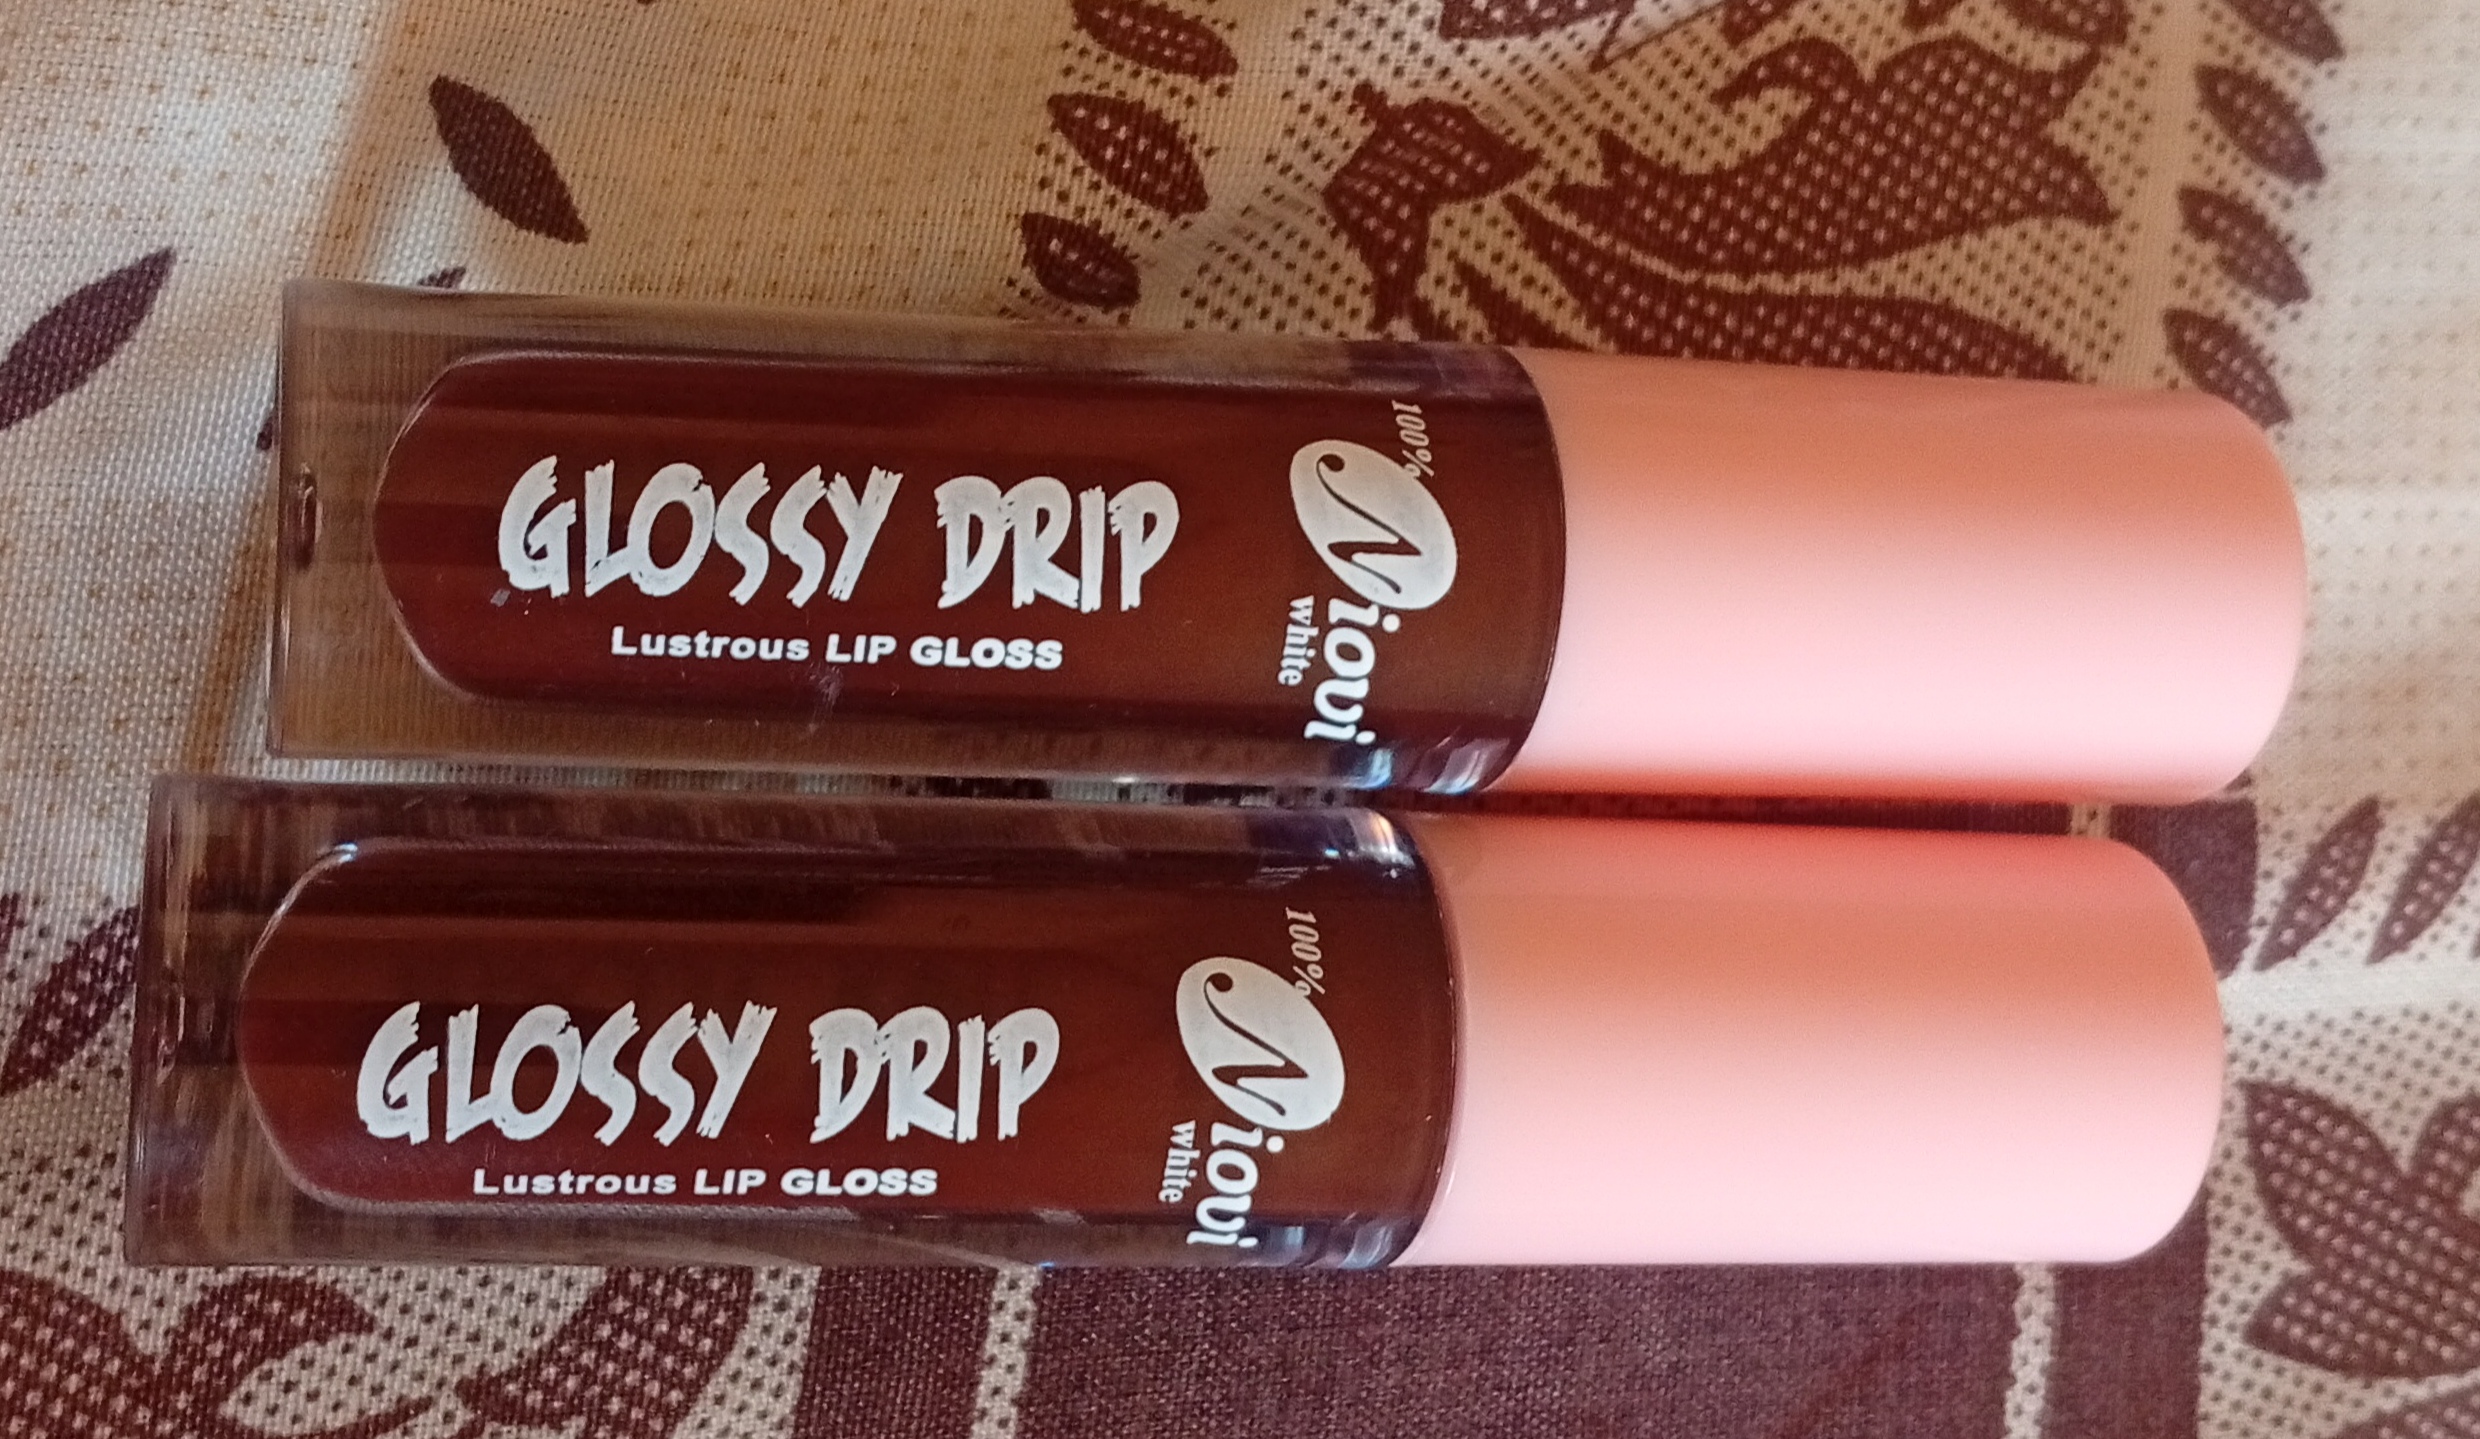 GLOSSY DRIP
Lustrous LIP GLOSS
100%
Niovi
white
GLOSSY DRIP
Lustrous LIP GLOSS
100%
Niovi
white